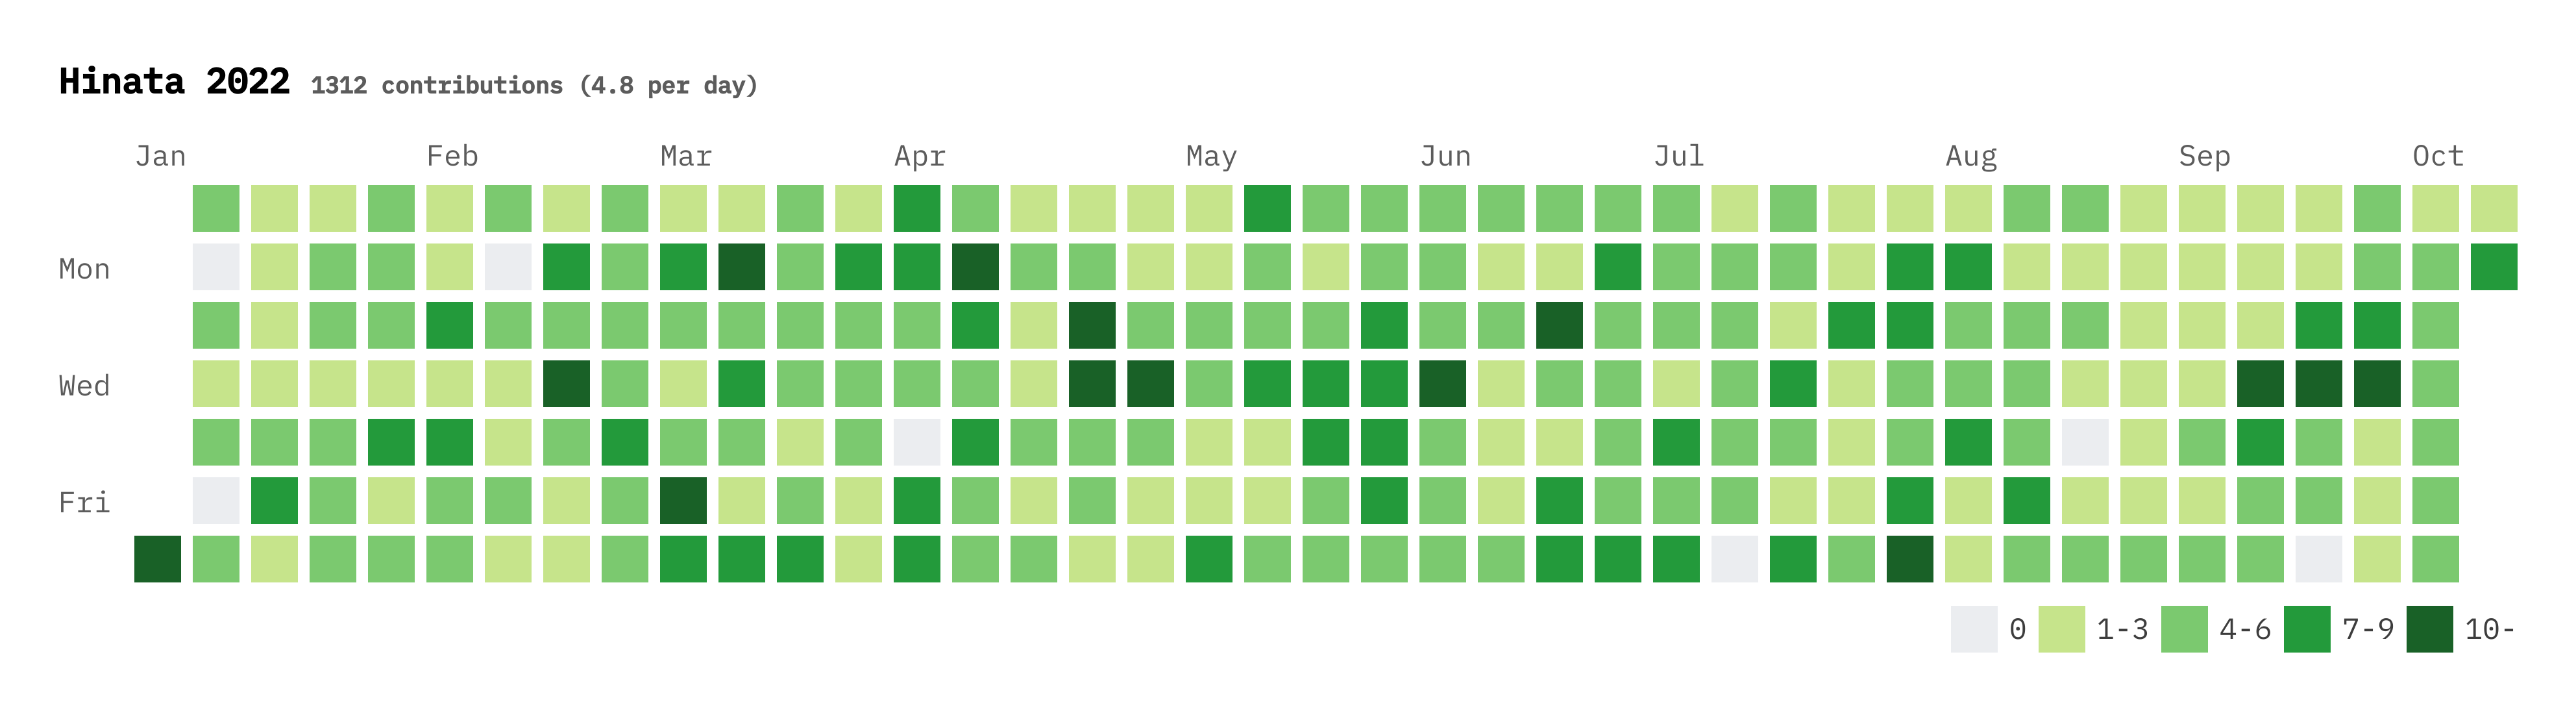 Hinata 2022 1312 contributions (4.8 per day)
Jan Feb Mar Apr May Jun Jul Aug Sep Oct
Mon
Wed
Fri
0 1-3 4-6 7-9 10-